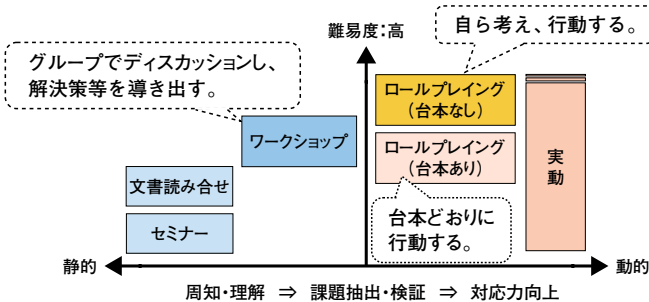 難易度：高
自ら考え、行動する。
グループでディスカッションし、
解決策等を導き出す。
ロールプレイング
（台本なし）
ワークショップ
ロールプレイング
（台本あり）
実動
文書読み合せ
台本どおりに
行動する。
セミナー
静的
動的
周知・理解 ⇒ 課題抽出・検証 ⇒ 対応力向上